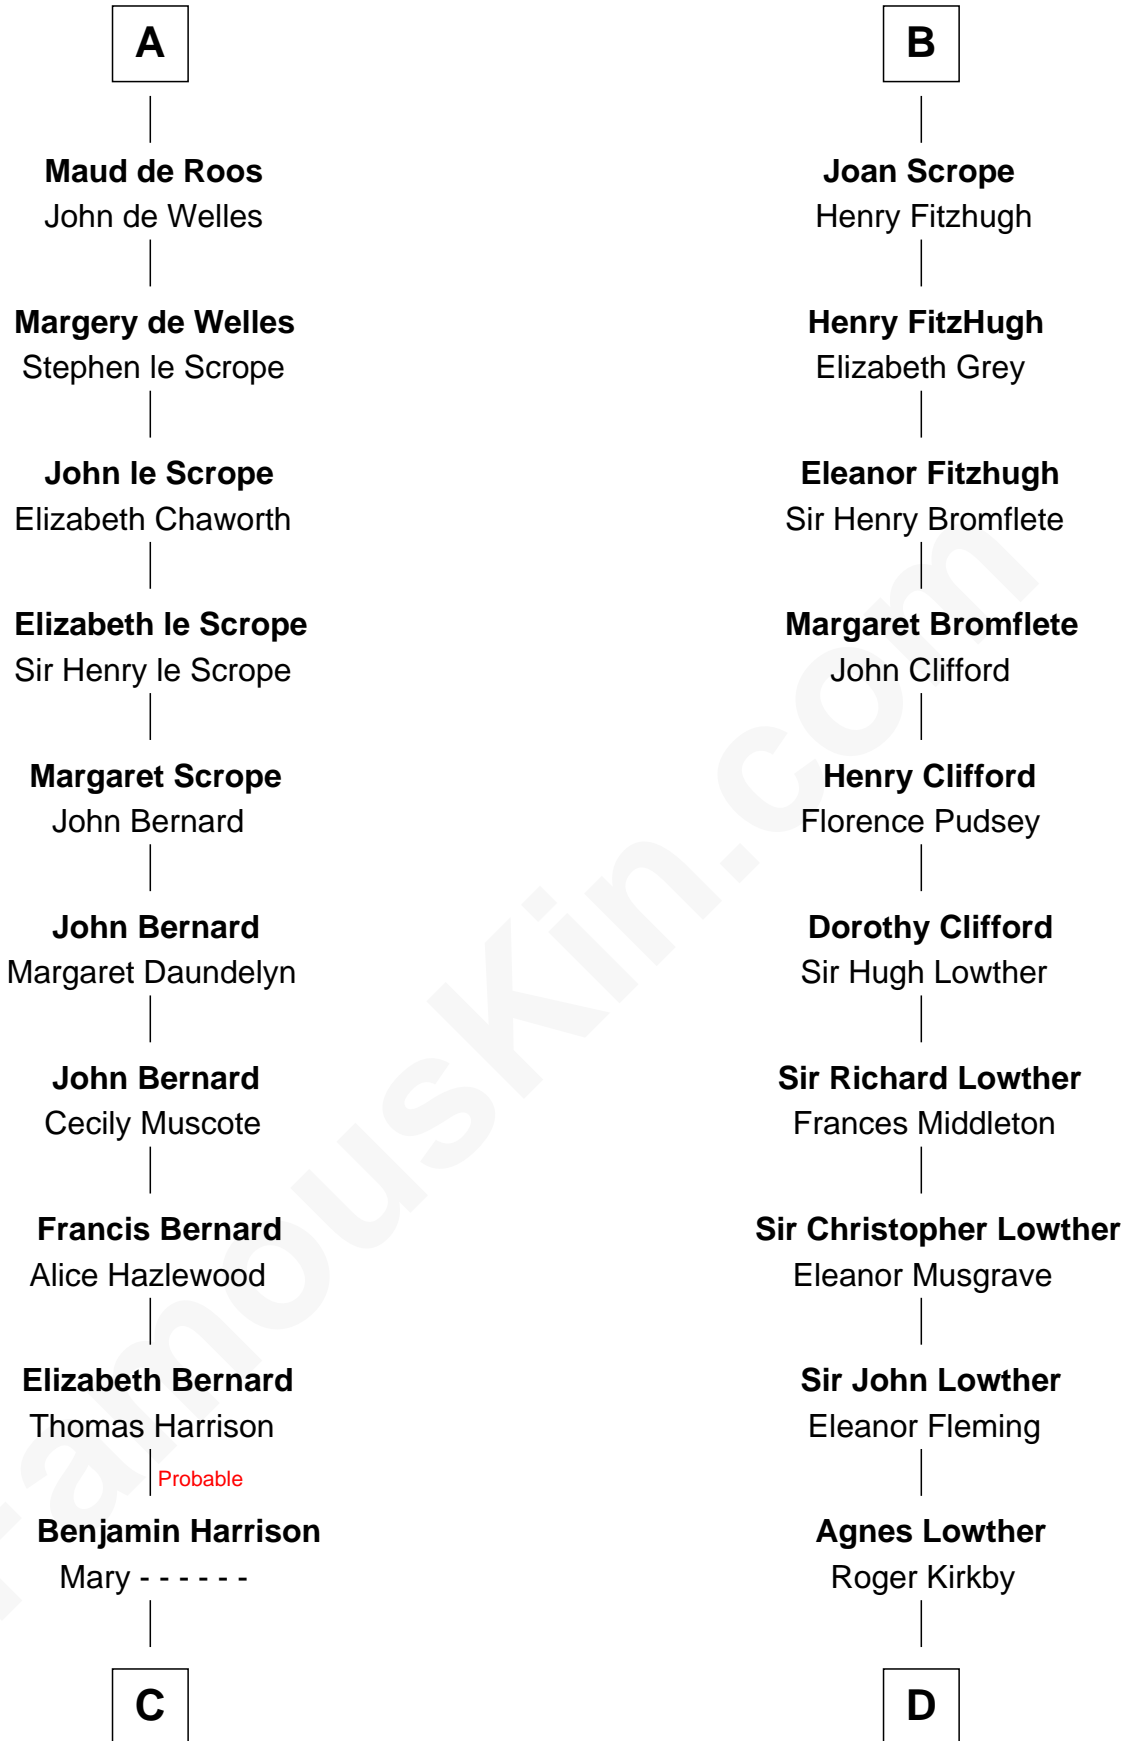 A
Maud de Roos
John de Welles
Margery de Welles
Stephen le Scrope
John le Scrope
Elizabeth Chaworth
Elizabeth le Scrope
Sir Henry le Scrope
Margaret Scrope
John Bernard
John Bernard
Margaret Daundelyn
John Bernard
Cecily Muscote
Francis Bernard
Alice Hazlewood
Elizabeth Bernard
Thomas Harrison
Probable
Benjamin Harrison
Mary - - - - - -
C
B
Joan Scrope
Henry Fitzhugh
Henry FitzHugh
Elizabeth Grey
Eleanor Fitzhugh
Sir Henry Bromflete
Margaret Bromflete
John Clifford
Henry Clifford
Florence Pudsey
Dorothy Clifford
Sir Hugh Lowther
Sir Richard Lowther
Frances Middleton
Sir Christopher Lowther
Eleanor Musgrave
Sir John Lowther
Eleanor Fleming
Agnes Lowther
Roger Kirkby
D
FamousKin.com